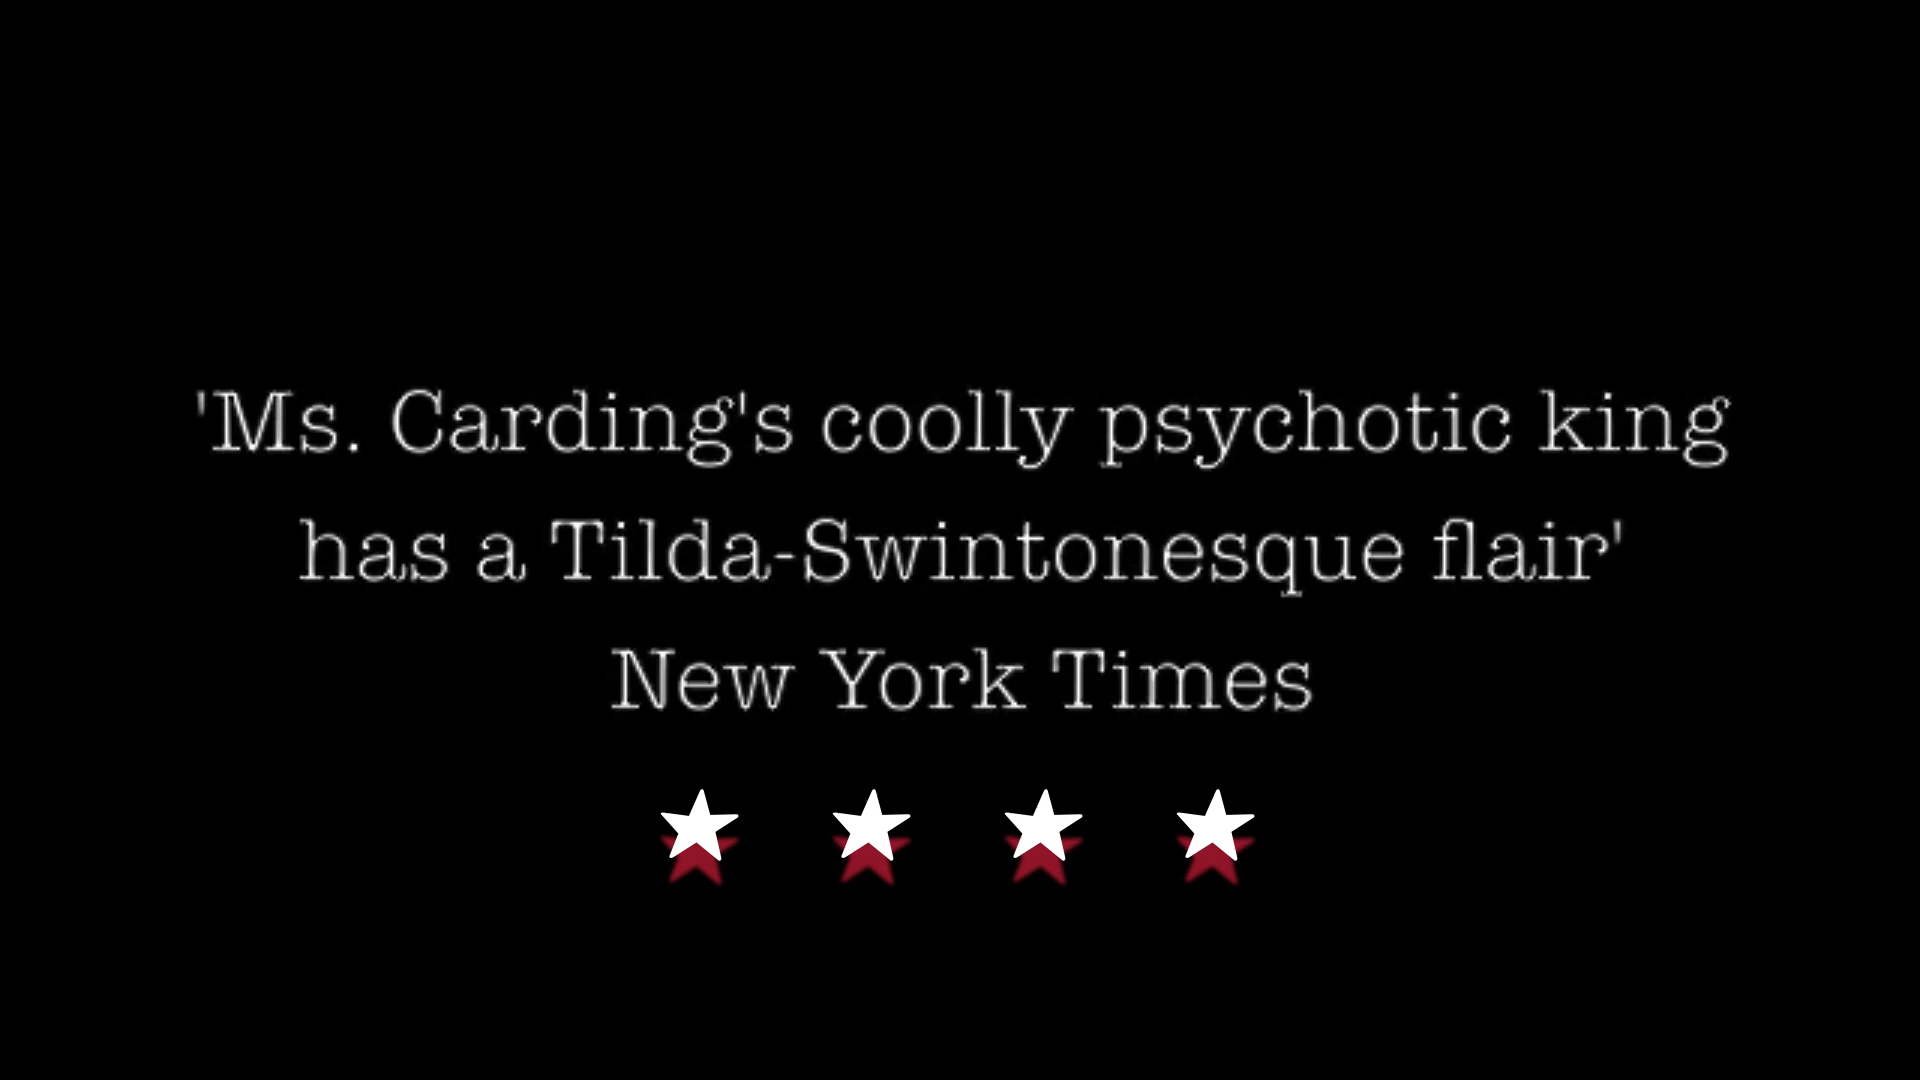 'Ms. Carding's coolly psychotic king
has a Tilda-Swintonesque flair'
New York Times